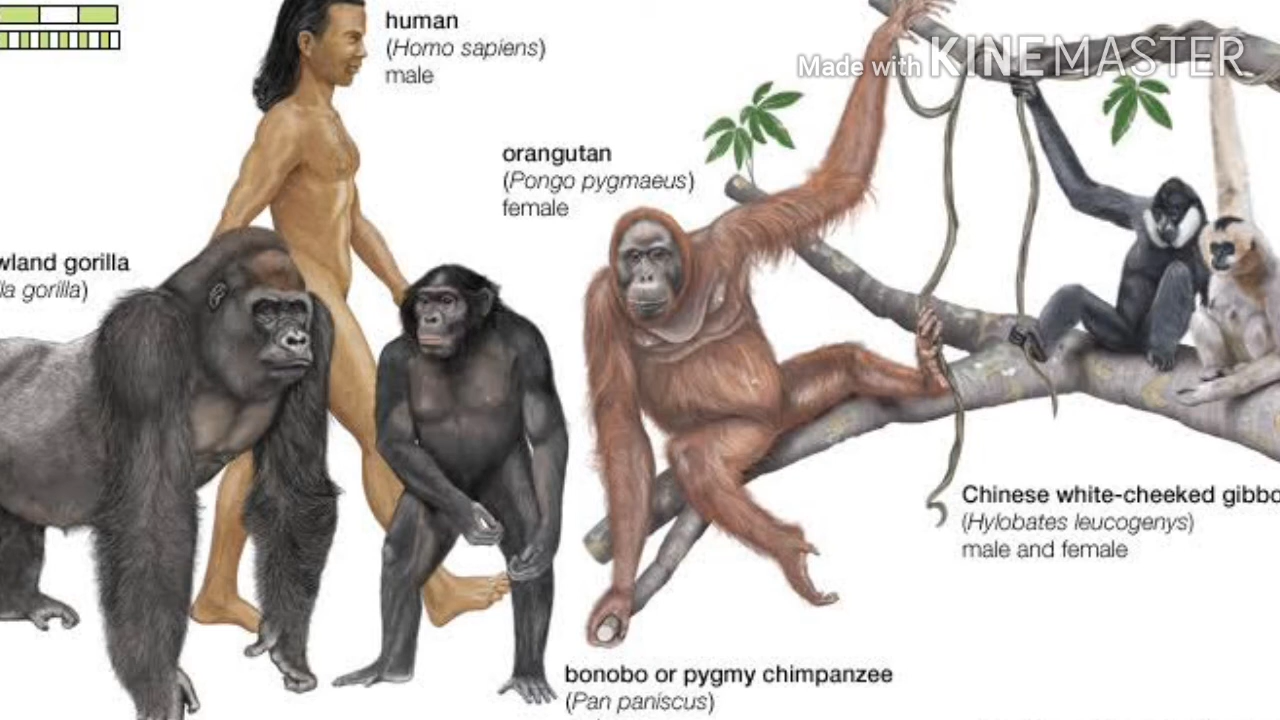 human
(Homo sapiens)
male
Made with KINEMASTER
orangutan
(Pongo pygmaeus)
female
wland gorilla
la gorilla)
Chinese white-cheeked gibbo
(Hylobates leucogenys)
male and female
bonobo or pygmy chimpanzee
(Pan paniscus)